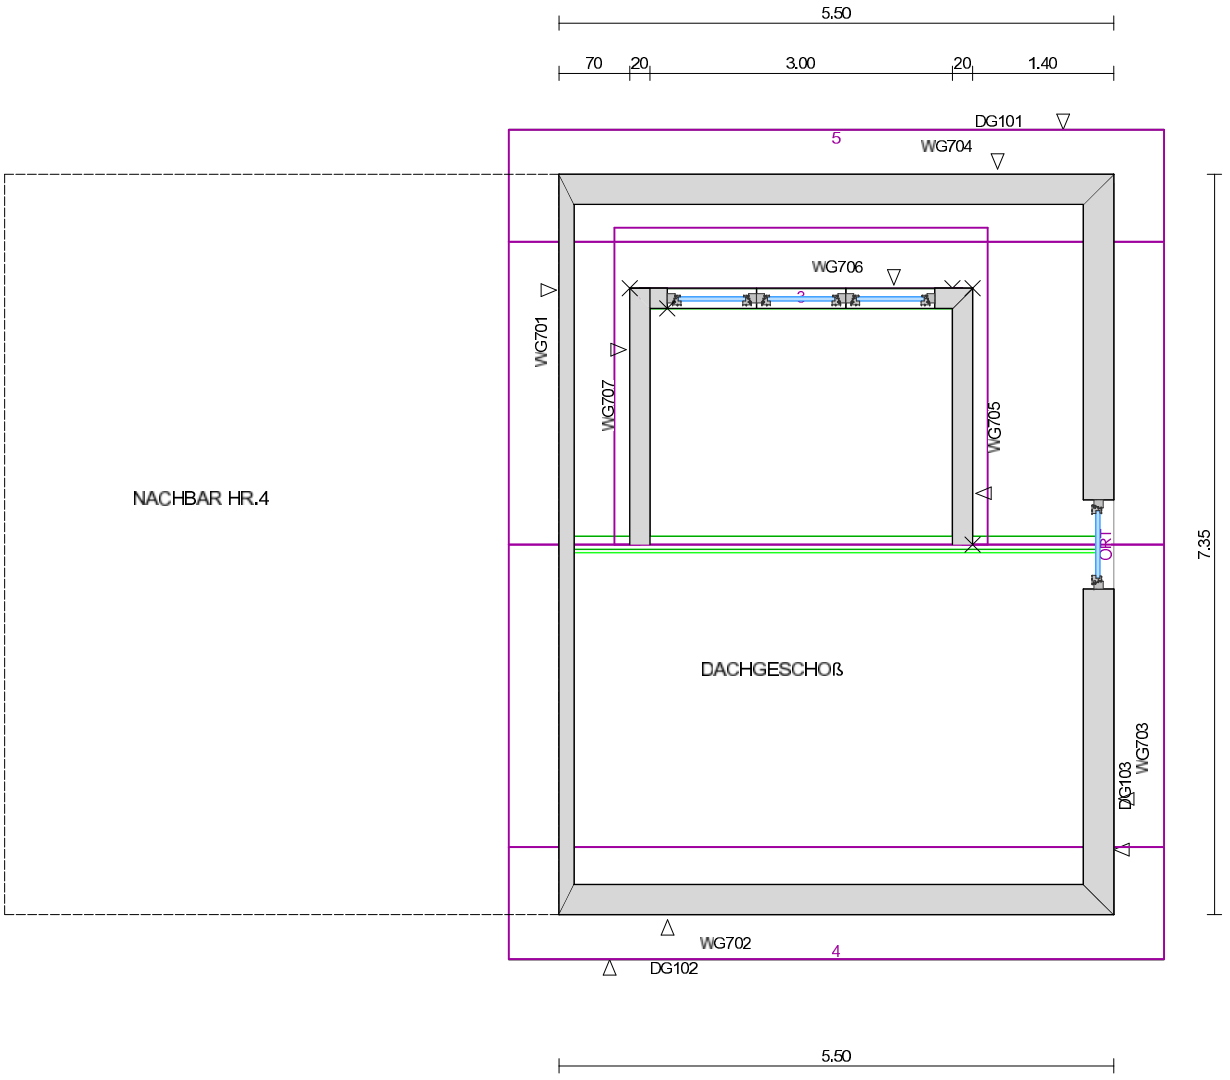 5.50
70 20 3.00 20 1.40
DG101
5
WG704
WG706
3
WG701
WG707
WG705
NACHBAR HR.4
ORT
7.35
DACHGESCHOß
WG703
DG103
WG702
4
DG102
5.50